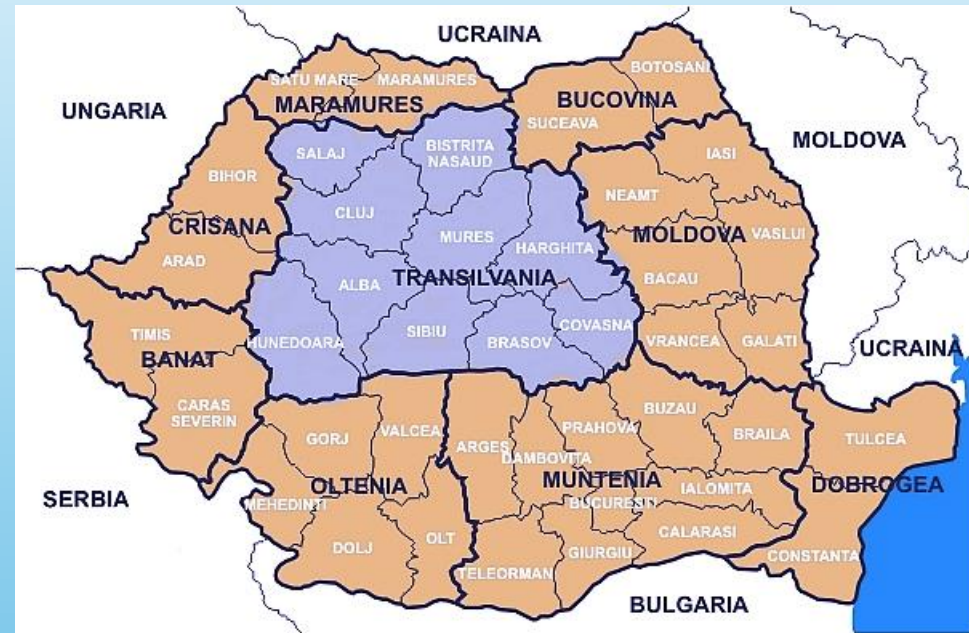 UCRAINA
BOTOSANI
SATU MARE
MARAMURES
MARAMURES
BUCOVINA
UNGARIA
SUCEAVA
MOLDOVA
SALAJ
BISTRITA
NASAUD
IASI
BIHOR
NEAMT
CLUJ
CRISANA
MURES
MOLDOVA
VASLUI
HARGHITA
ARAD
ALBA
TRANSILVANIA
BACAU
TIMIS
HUNEDOARA
SIBIU
BRASOV
COVASNA
VRANCEA
GALATI
UCRAINA
BANAT
CARAS
SEVERIN
GORJ
VALCEA
ARGES
PRAHOVA
BUZAU
BRAILA
TULCEA
DAMBOVITA
SERBIA
OLTENIA
MUNTENIA
IALOMITA
DOBROGEA
MEHEDINTI
BUCURESTI
DOLJ
OLT
CALARASI
GIURGIU
CONSTANTA
TELEORMAN
BULGARIA